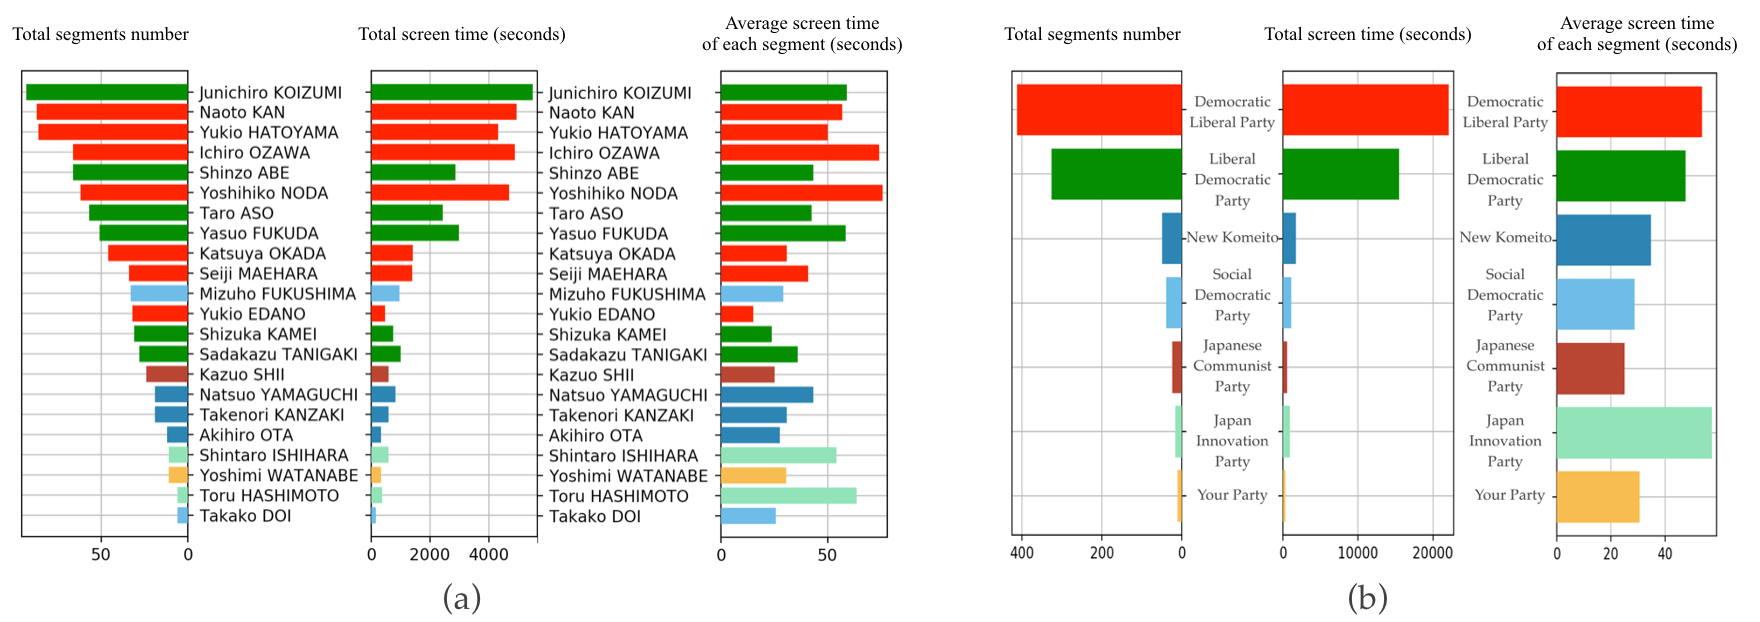 Total segments number
Total screen time (seconds)
Average screen time
of each segment (seconds)
Junichiro KOIZUMI
Naoto KAN
Yukio HATOYAMA
Ichiro OZAWA
Shinzo ABE
Yoshihiko NODA
Taro ASO
Yasuo FUKUDA
Katsuya OKADA
Seiji MAEHARA
Mizuho FUKUSHIMA
Yukio EDANO
Shizuka KAMEI
Sadakazu TANIGAKI
Kazuo SHII
Natsuo YAMAGUCHI
Takenori KANZAKI
Akihiro OTA
Shintaro ISHIHARA
Yoshimi WATANABE
Toru HASHIMOTO
Takako DOI
Junichiro KOIZUMI
Naoto KAN
Yukio HATOYAMA
Ichiro OZAWA
Shinzo ABE
Yoshihiko NODA
Taro ASO
Yasuo FUKUDA
Katsuya OKADA
Seiji MAEHARA
Mizuho FUKUSHIMA
Yukio EDANO
Shizuka KAMEI
Sadakazu TANIGAKI
Kazuo SHII
Natsuo YAMAGUCHI
Takenori KANZAKI
Akihiro OTA
Shintaro ISHIHARA
Yoshimi WATANABE
Toru HASHIMOTO
Takako DOI
50 0
0 2000 4000
0 50
(a)
Total segments number
Total screen time (seconds)
Average screen time
of each segment (seconds)
Democratic
Liberal Party
Liberal
Democratic
Party
New Komeito
Social
Democratic
Party
Japanese
Communist
Party
Japan
Innovation
Party
Your Party
Democratic
Liberal Party
Liberal
Democratic
Party
New Komeito
Social
Democratic
Party
Japanese
Communist
Party
Japan
Innovation
Party
Your Party
400 200 0
0 10000 20000
0 20 40
(b)